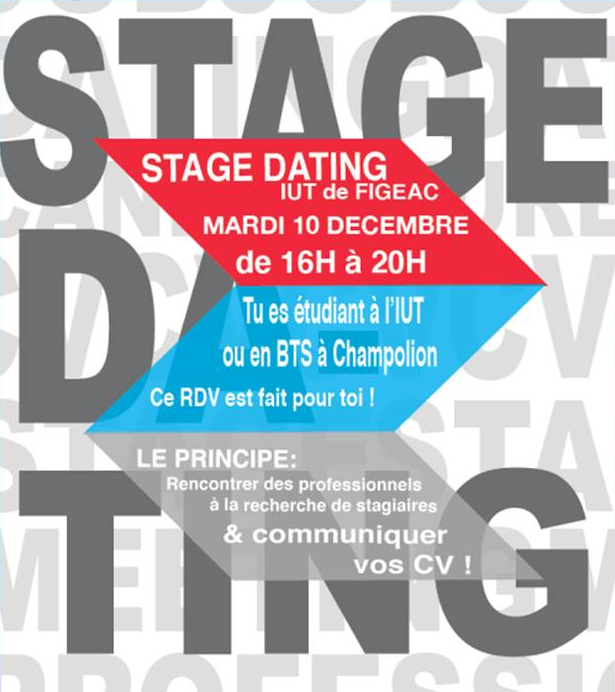 STAGE
DA-
TING
STAGE DATING
IUT de FIGEAC
MARDI 10 DECEMBRE
de 16H à 20H
Tu es étudiant à l'IUT
ou en BTS à Champolion
Ce RDV est fait pour toi !
LE PRINCIPE:
Rencontrer des professionnels
à la recherche de stagiaires
& communiquer
vos CV !